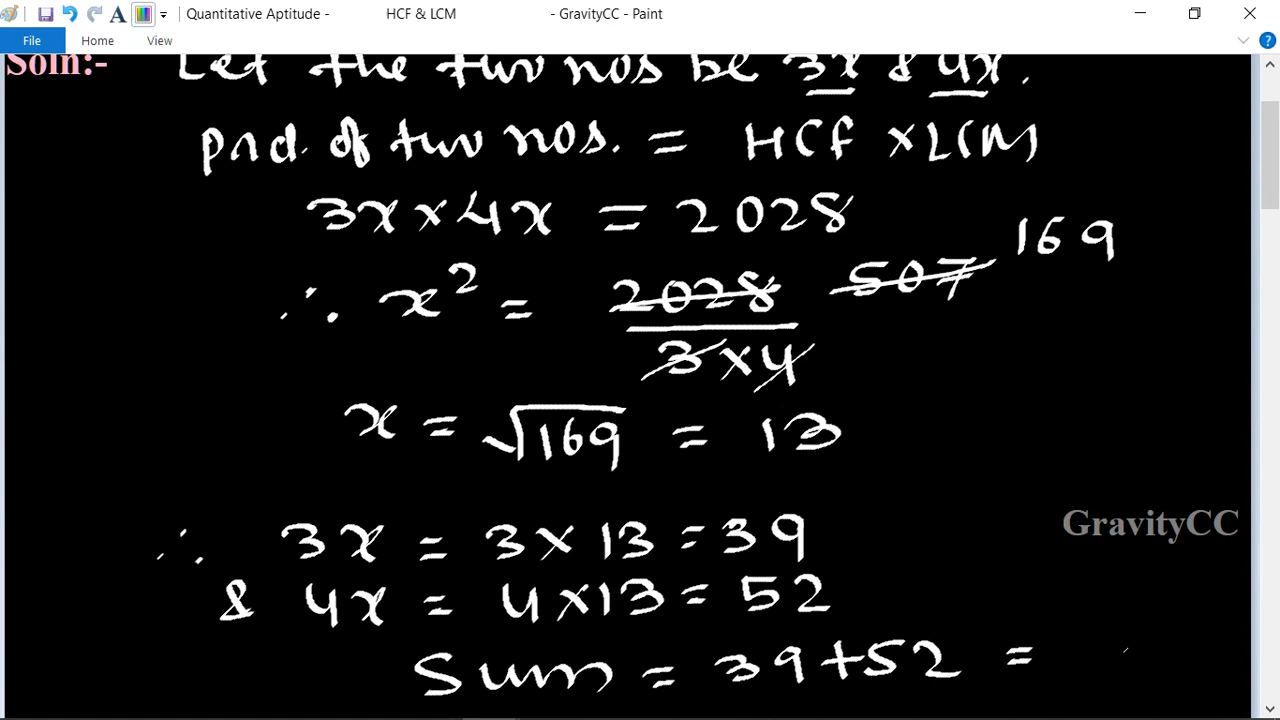 Quantitative Aptitude - HCF & LCM - GravityCC - Paint
File Home View
Soln:- Let the two nos be 3x & 4x.
prd. of two nos. = HCF × LCM
3x × 4x = 2028
∴ x² = 2028 / 3 × 4 507 169
x = √169 = 13
∴ 3x = 3 × 13 = 39
GravityCC
& 4x = 4 × 13 = 52
Sum = 39 + 52 =